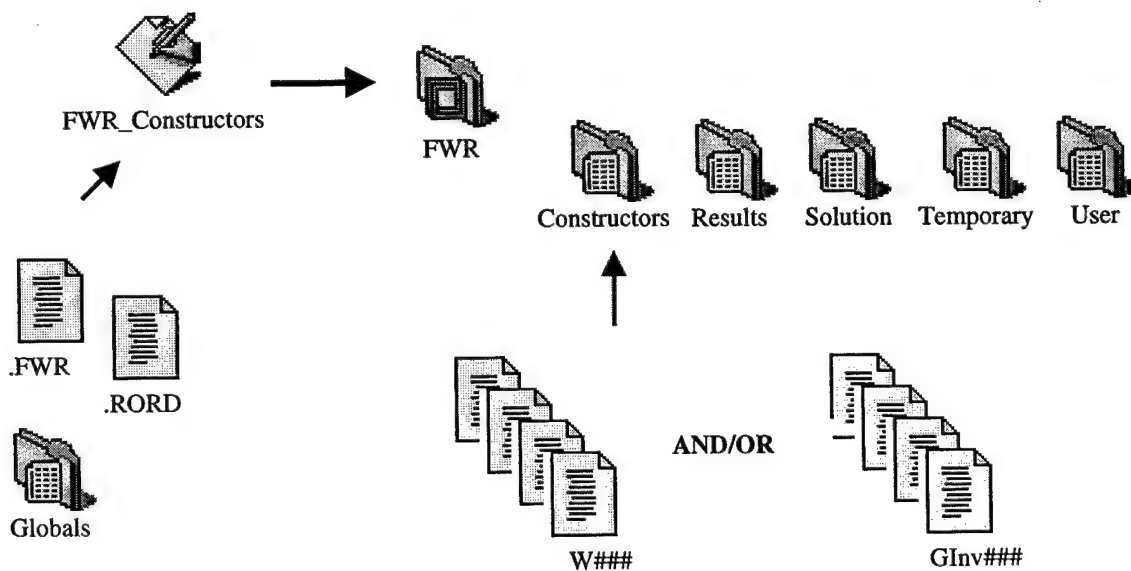 FWR_Constructors
FWR
Constructors Results Solution Temporary User
.FWR
.RORD
AND/OR
Globals
W###
GInv###